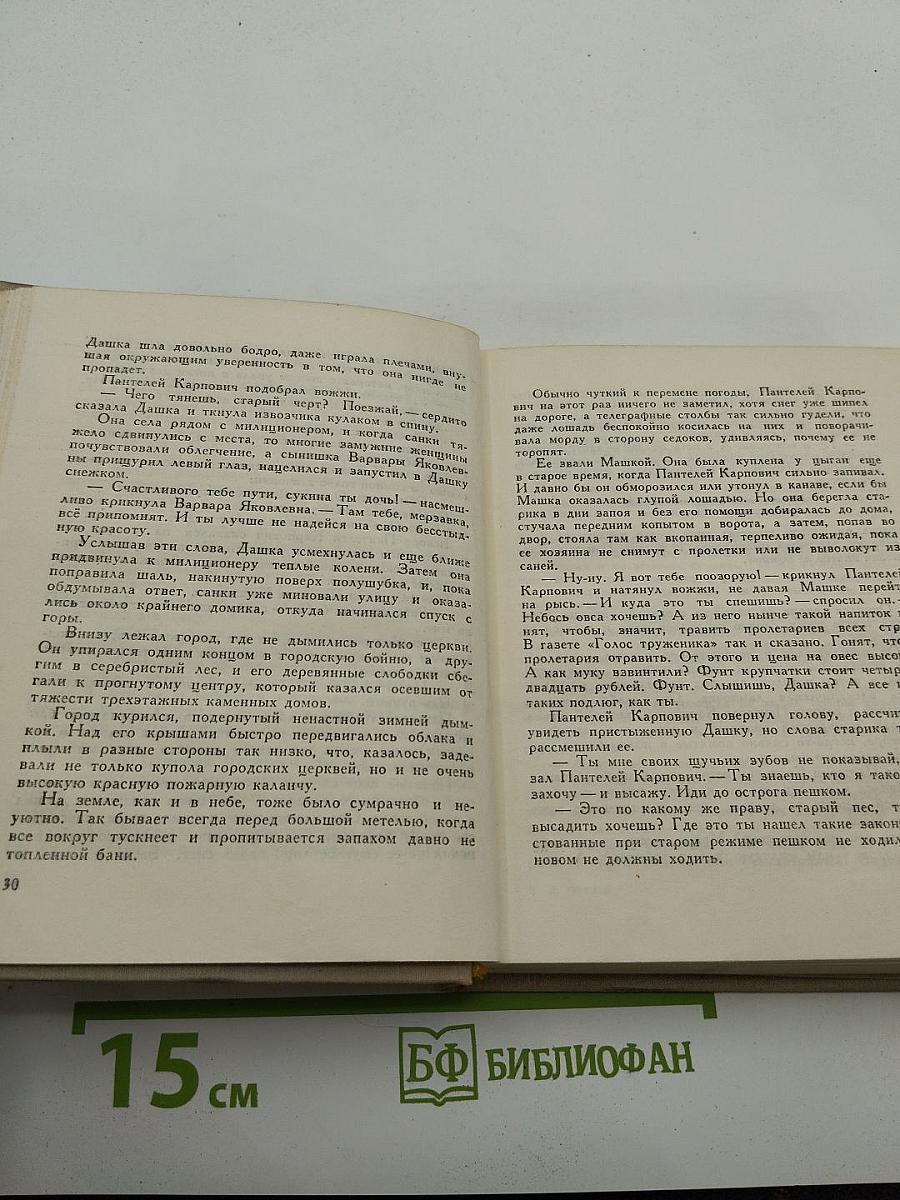 Дашка шла довольно бодро, даже играла плечами, вну-
шая окружающим уверенность в том, что она нигде не
пропадет.
Пантелей Карпович подобрал вожжи.
— Чего тянешь, старый черт? Поезжай, — сердито
сказала Дашка и ткнула извозчика кулаком в спину.
Она села рядом с милиционером, и когда санки тя-
жело сдвинулись с места, то многие замужние женщины
почувствовали облегчение, а сынишка Варвары Яковлев-
ны прищурил левый глаз, нацелился и запустил в Дашку
снежком.
— Счастливого тебе пути, сукина ты дочь! — насмеш-
ливо крикнула Варвара Яковлевна. — Там тебе, мерзавка,
всё припомнят. И ты лучше не надейся на свою бесстыд-
ную красоту.
Услышав эти слова, Дашка усмехнулась и еще ближе
придвинула к милиционеру теплые колени. Затем она
поправила шаль, накинутую поверх полушубка, и, пока
обдумывала ответ, санки уже миновали улицу и оказа-
лись около крайнего домика, откуда начинался спуск с
горы.
Внизу лежал город, где не дымились только церкви.
Он упирался одним концом в городскую бойню, а дру-
гим в серебристый лес, и его деревянные слободки сбе-
гали к прогнутому центру, который казался осевшим от
тяжести трехэтажных каменных домов.
Город курился, подернутый ненастной зимней дым-
кой. Над его крышами быстро передвигались облака и
плыли в разные стороны так низко, что, казалось, заде-
вали не только купола городских церквей, но и не очень
высокую красную пожарную каланчу.
На земле, как и в небе, тоже было сумрачно и не-
уютно. Так бывает всегда перед большой метелью, когда
все вокруг тускнеет и пропитывается запахом давно не
топленной бани.
30
Обычно чуткий к перемене погоды, Пантелей Карпо-
вич на этот раз ничего не заметил, хотя снег уже шипел
на дороге, а телеграфные столбы так сильно гудели, что
даже лошадь беспокойно косилась на них и поворачи-
вала морду в сторону седоков, удивляясь, почему ее не
торопят.
Ее звали Машкой. Она была куплена у цыган еще
в старое время, когда Пантелей Карпович сильно запивал.
И давно бы он обморозился или утонул в канаве, если бы
Машка оказалась глупой лошадью. Но она берегла ста-
рика в дни запоя и без его помощи добиралась до дома,
стучала передним копытом в ворота, а затем, попав во
двор, стояла там как вкопанная, терпеливо ожидая, пока
ее хозяина не снимут с пролетки или не выволокут из
саней.
— Ну-ну. Я вот тебе поозорую! — крикнул Пантелей
Карпович и натянул вожжи, не давая Машке перейти
на рысь. — И куда это ты спешишь? — спросил он. —
Небось овса хочешь? А из него нынче такой напиток
нят, чтобы, значит, травить пролетариев всех стр
В газете «Голос труженика» так и сказано. Гонят, что
пролетария отравить. От этого и цена на овес высо
А как муку взвинтили? Фунт крупчатки стоит четыр
двадцать рублей. Фунт. Слышишь, Дашка? А все
таких подлюг, как ты.
Пантелей Карпович повернул голову, рассчит
увидеть пристыженную Дашку, но слова старика
рассмешили ее.
— Ты мне своих щучьих зубов не показывай,
зал Пантелей Карпович. — Ты знаешь, кто я тако
захочу — и высажу. Иди до острога пешком.
— Это по какому же праву, старый пес, т
высадить хочешь? Где это ты нашел такие закон
стованные при старом режиме пешком не ходил
новом не должны ходить.
15 см
БФ БИБЛИОФАН